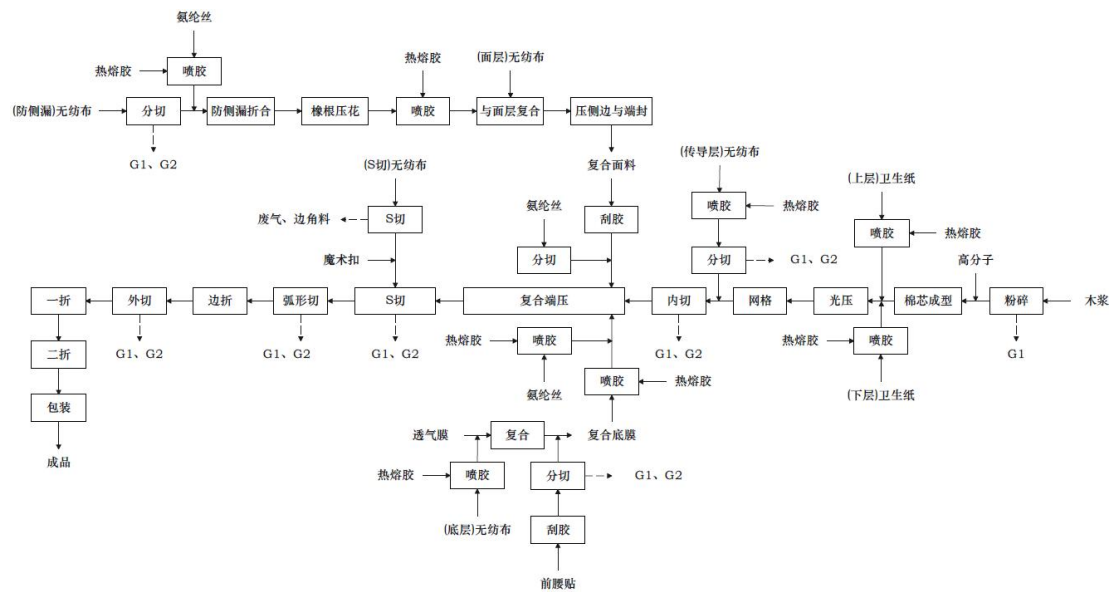 氨纶丝
热熔胶
喷胶
热熔胶
(面层)无纺布
(防侧漏)无纺布
分切
防侧漏折合
橡根压花
喷胶
与面层复合
压侧边与端封
G1、G2
(S切)无纺布
复合面料
(传导层)无纺布
(上层)卫生纸
废气、边角料
S切
氨纶丝
刮胶
喷胶
热熔胶
喷胶
热熔胶
魔术扣
分切
分切
G1、G2
高分子
一折
外切
边折
弧形切
S切
复合端压
内切
网格
光压
棉芯成型
粉碎
木浆
二折
G1、G2
G1、G2
G1、G2
热熔胶
喷胶
G1、G2
热熔胶
喷胶
G1
包装
氨纶丝
喷胶
热熔胶
(下层)卫生纸
成品
透气膜
复合
复合底膜
热熔胶
喷胶
分切
G1、G2
(底层)无纺布
刮胶
前腰贴